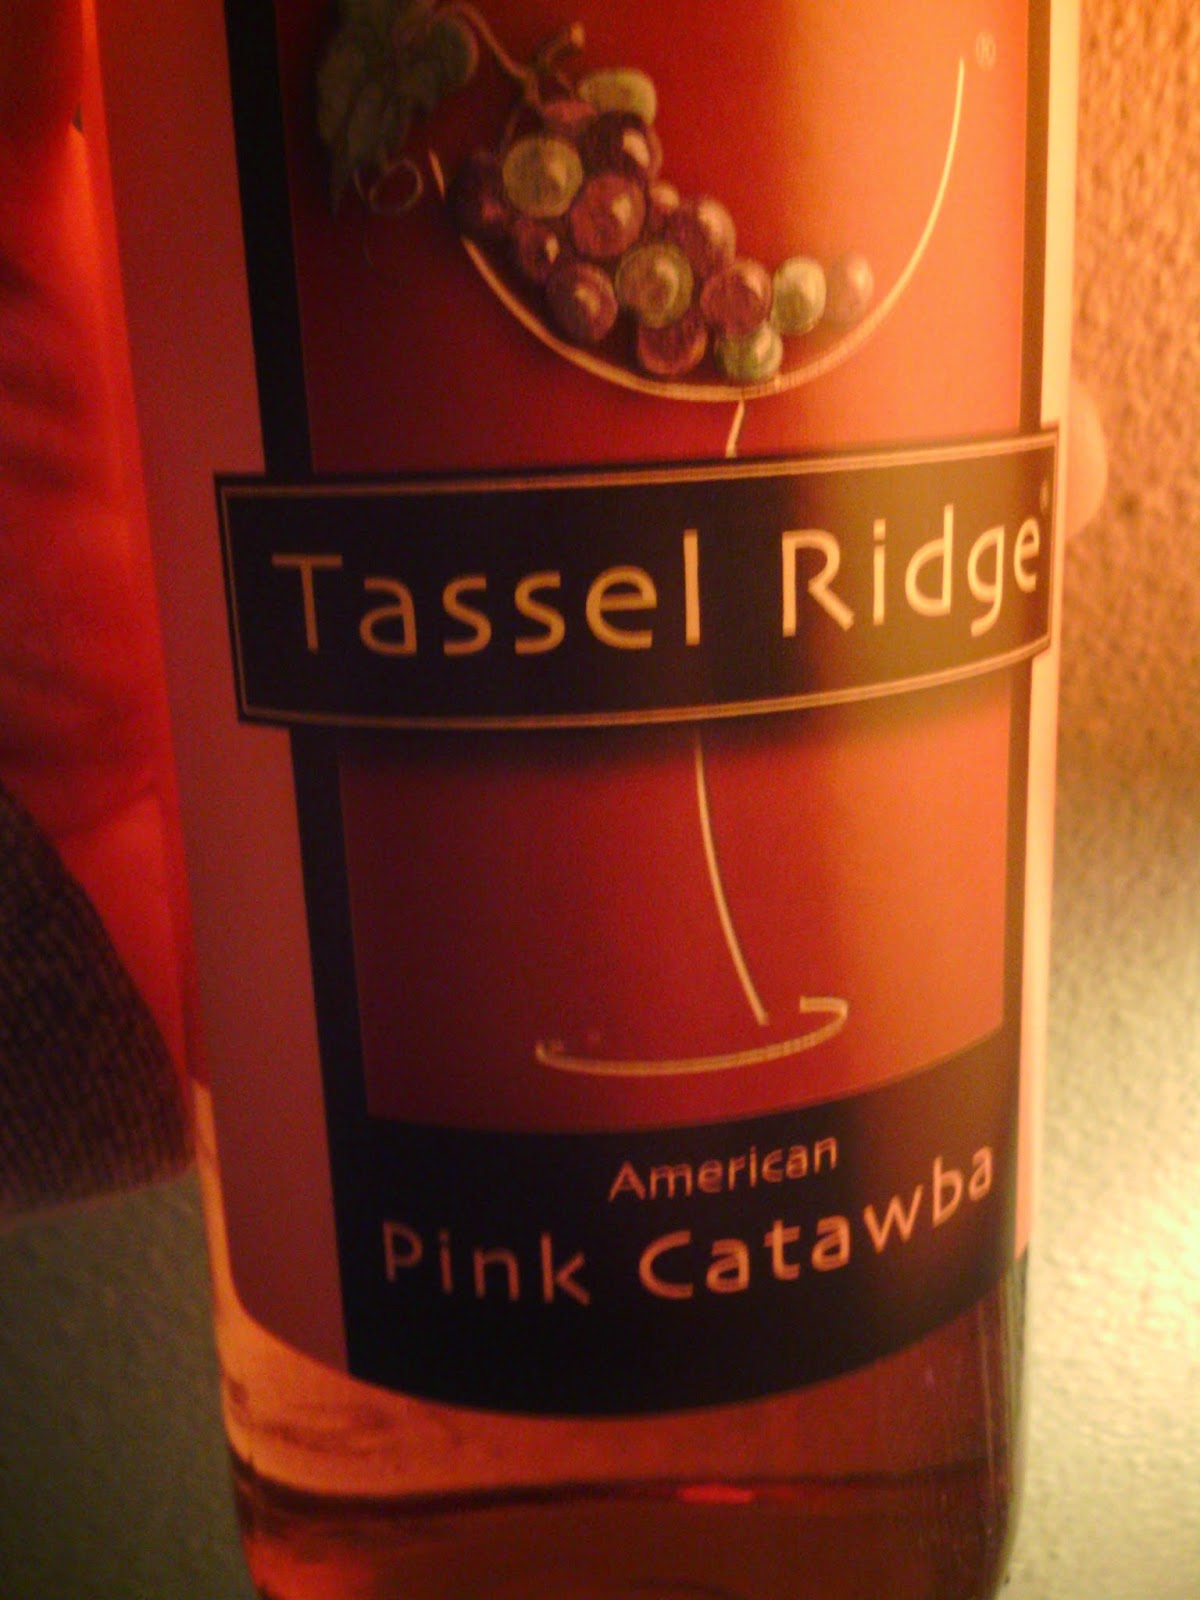 ®
Tassel Ridge®
American
Pink Catawba